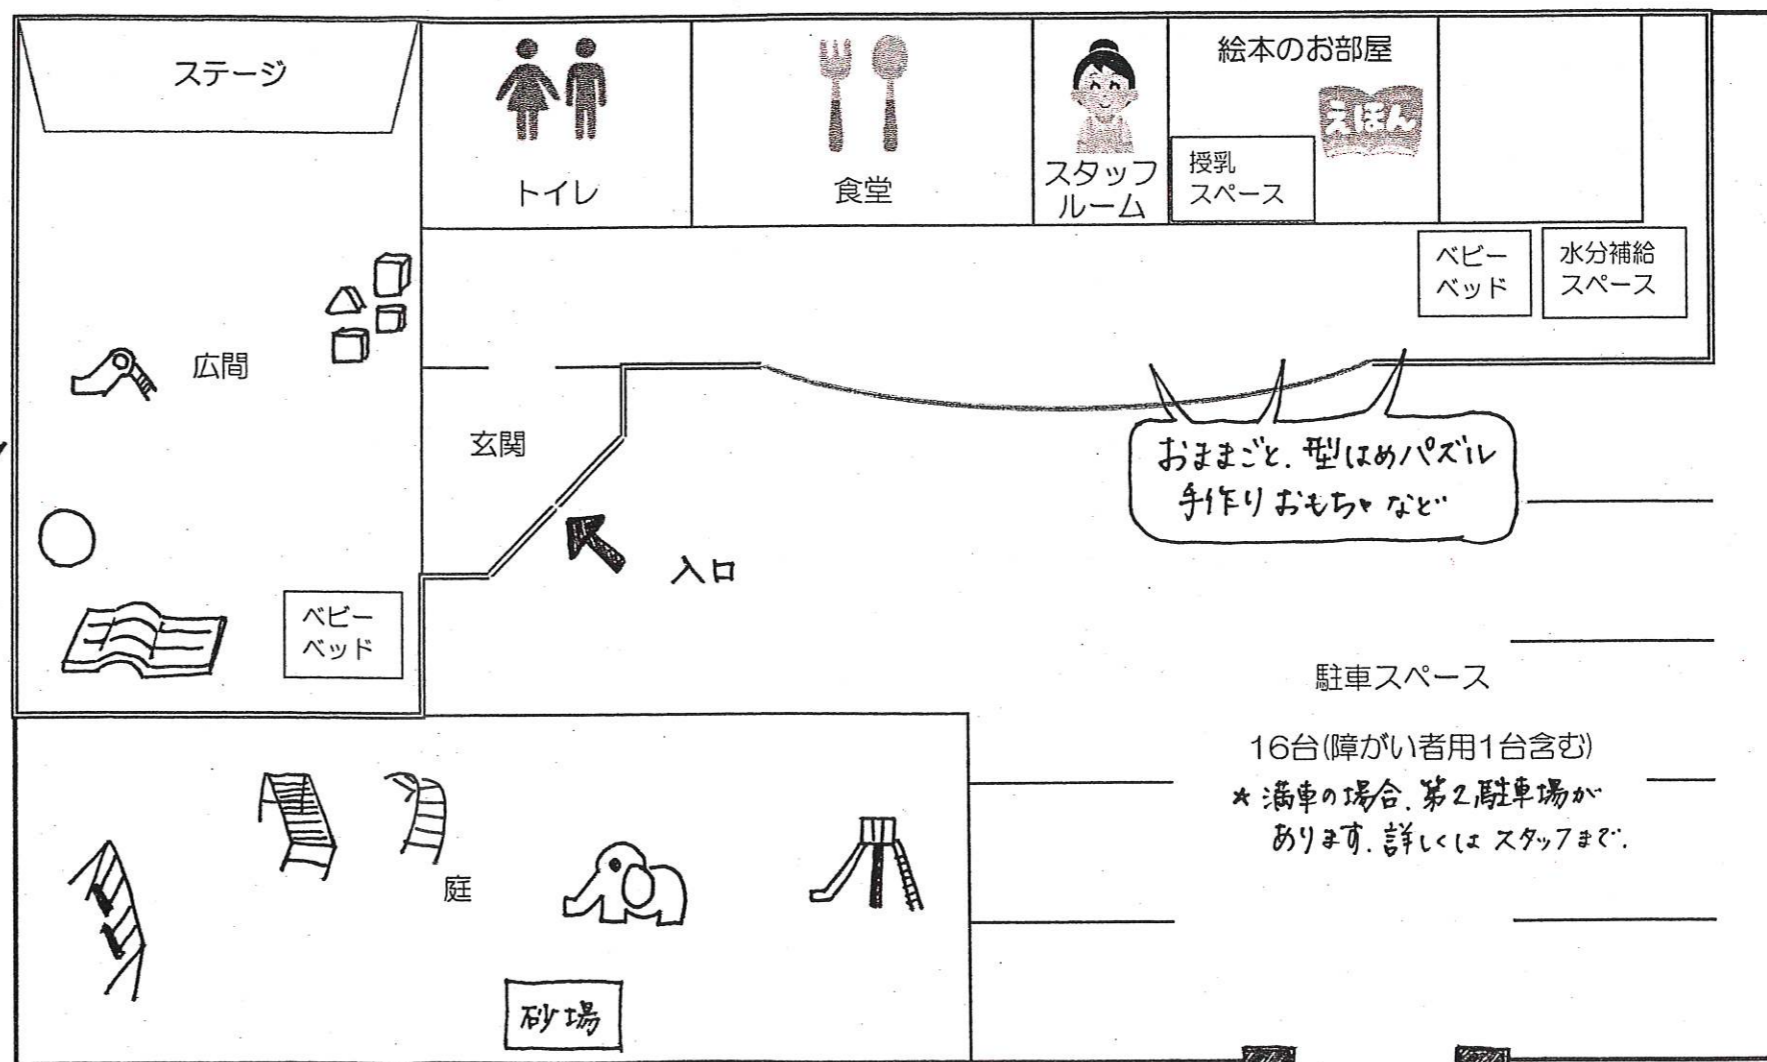 ステージ
トイレ
食堂
スタッフ
ルーム
絵本のお部屋
えほん
授乳
スペース
ベビー
ベッド
水分補給
スペース
広間
玄関
入口
おままごと、型はめパズル
手作りおもちゃなど
ベビー
ベッド
駐車スペース
16台(障がい者用1台含む)
*満車の場合、第2駐車場が
あります。詳しくはスタッフまで。
庭
砂場